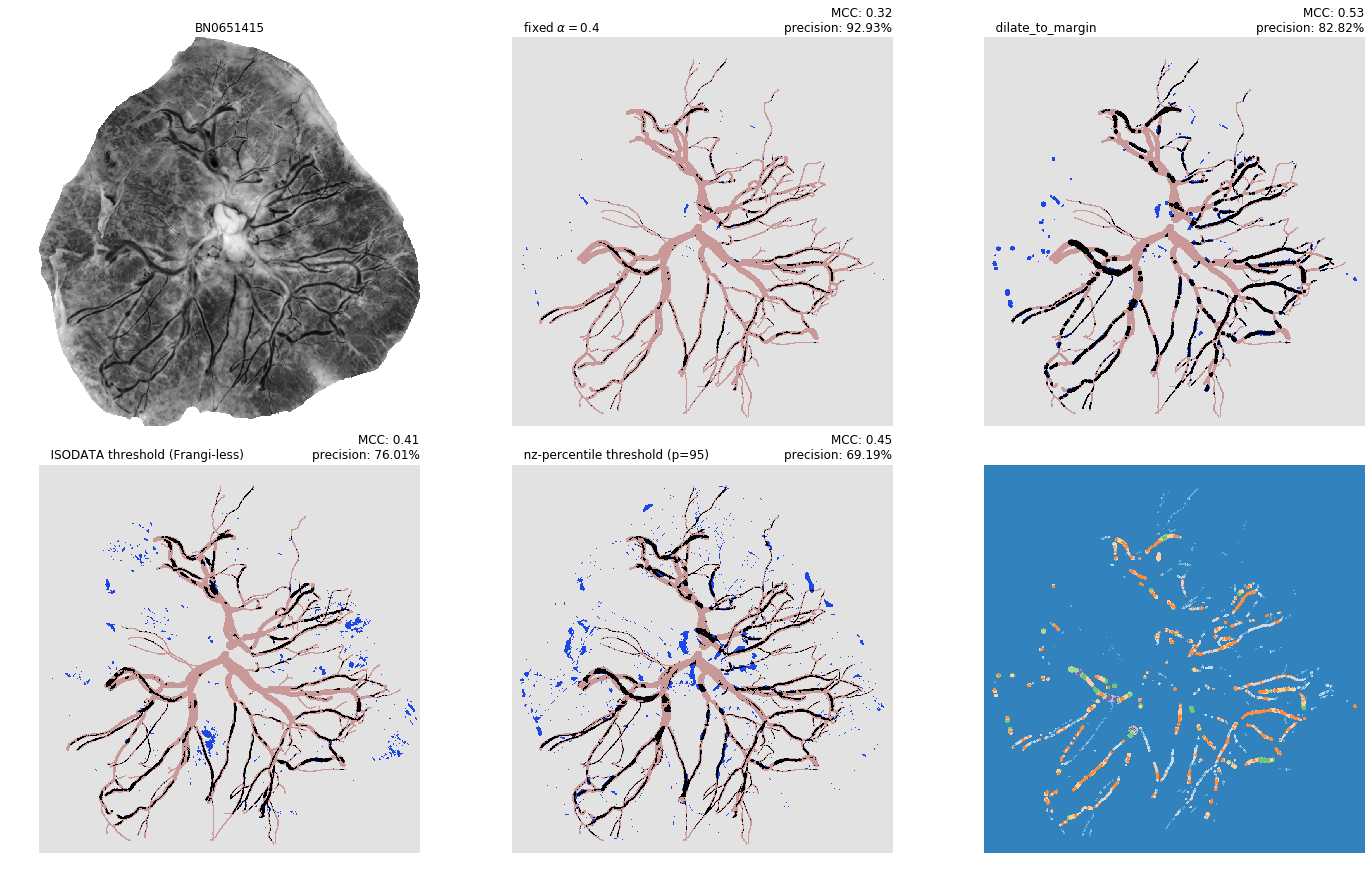 BN0651415
MCC: 0.32
fixed α = 0.4 precision: 92.93%
MCC: 0.53
dilate_to_margin precision: 82.82%
MCC: 0.41
ISODATA threshold (Frangi-less) precision: 76.01%
MCC: 0.45
nz-percentile threshold (p=95) precision: 69.19%